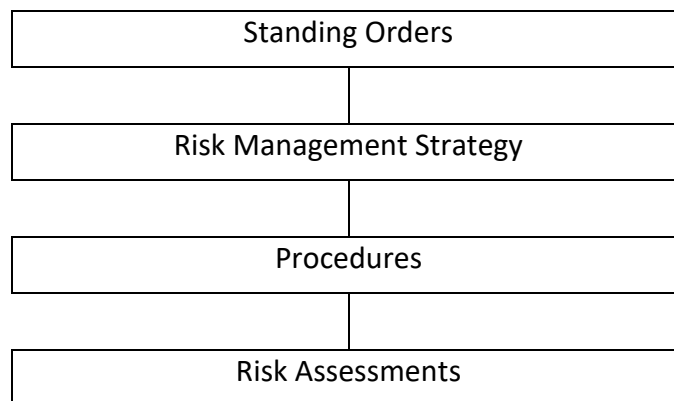 Standing Orders
Risk Management Strategy
Procedures
Risk Assessments